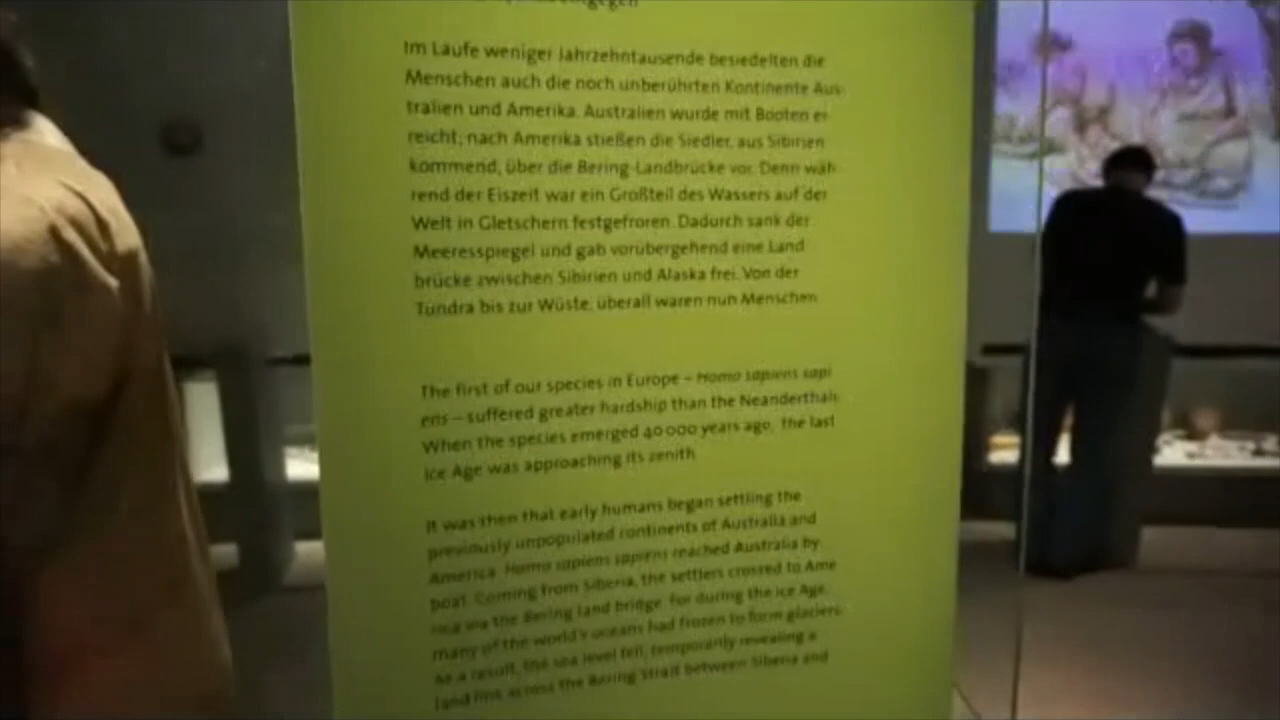 Im Laufe weniger Jahrzehntausende besiedelten die
Menschen auch die noch unberührten Kontinente Aus-
tralien und Amerika. Australien wurde mit Booten er-
reicht; nach Amerika stießen die Siedler, aus Sibirien
kommend, über die Bering-Landbrücke vor. Denn wäh-
rend der Eiszeit war ein Großteil des Wassers auf der
Welt in Gletschern festgefroren. Dadurch sank der
Meeresspiegel und gab vorübergehend eine Land
brücke zwischen Sibirien und Alaska frei. Von der
Tundra bis zur Wüste, überall waren nun Menschen
The first of our species in Europe – Homo sapiens sapi
ens – suffered greater hardship than the Neanderthals
When the species emerged 40 000 years ago, the last
Ice Age was approaching its zenith
It was then that early humans began settling the
previously unpopulated continents of Australia and
America. Homo sapiens sapiens reached Australia by
boat. Coming from Siberia, the settlers crossed to Ame
rica via the Bering land bridge. For during the Ice Age,
many of the world's oceans had frozen to form glaciers.
As a result, the sea level fell, temporarily revealing a
land link across the Bering Strait between Siberia and